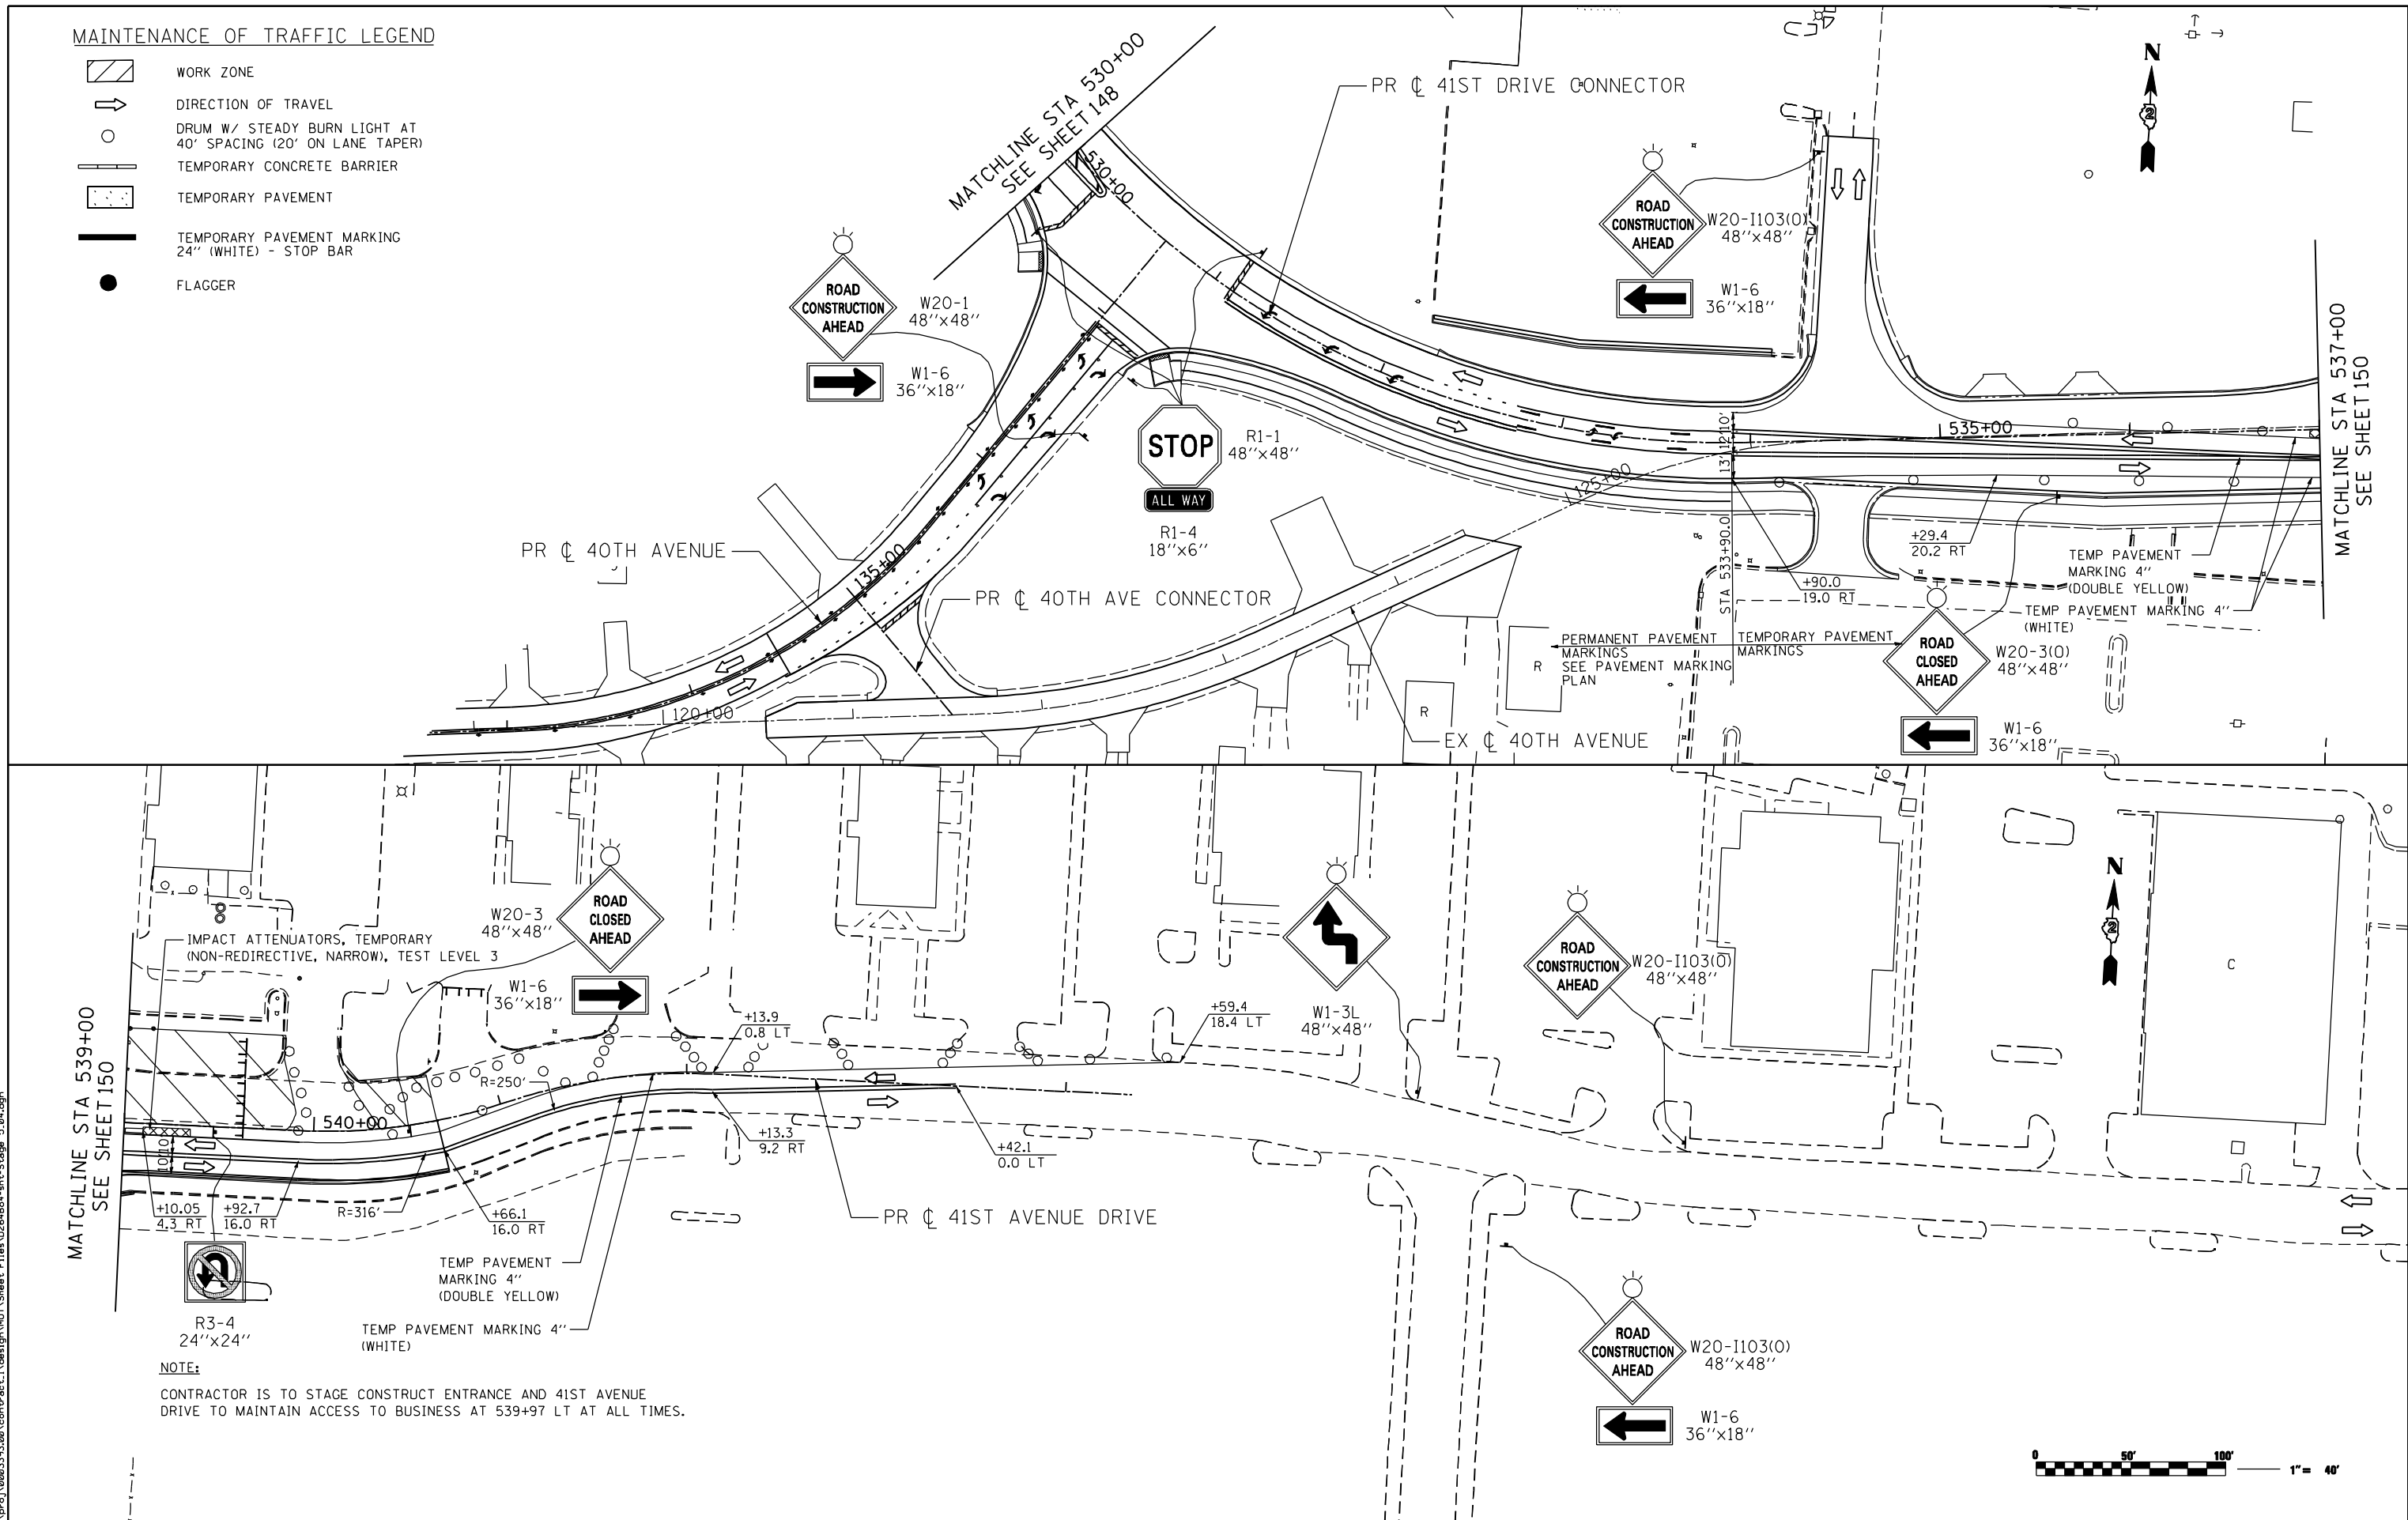 MAINTENANCE OF TRAFFIC LEGEND
WORK ZONE
DIRECTION OF TRAVEL
DRUM W/ STEADY BURN LIGHT AT
40' SPACING (20' ON LANE TAPER)
TEMPORARY CONCRETE BARRIER
TEMPORARY PAVEMENT
TEMPORARY PAVEMENT MARKING
24'' (WHITE) - STOP BAR
FLAGGER
MATCHLINE STA 530+00
SEE SHEET 148
530+00
PR ℄ 41ST DRIVE CONNECTOR
N
2
ROAD
CONSTRUCTION
AHEAD
W20-I103(O)
48''x48''
W1-6
36''x18''
ROAD
CONSTRUCTION
AHEAD
W20-1
48''x48''
W1-6
36''x18''
STOP
R1-1
48''x48''
ALL WAY
R1-4
18''x6''
PR ℄ 40TH AVENUE
135+00
PR ℄ 40TH AVE CONNECTOR
120+00
125+00
EX ℄ 40TH AVENUE
R
R
13' 12' 10'
STA 533+90.0
535+00
+29.4
20.2 RT
+90.0
19.0 RT
TEMP PAVEMENT
MARKING 4''
(DOUBLE YELLOW)
TEMP PAVEMENT MARKING 4''
(WHITE)
PERMANENT PAVEMENT
MARKINGS
SEE PAVEMENT MARKING
PLAN
TEMPORARY PAVEMENT
MARKINGS
ROAD
CLOSED
AHEAD
W20-3(O)
48''x48''
W1-6
36''x18''
MATCHLINE STA 537+00
SEE SHEET 150
MATCHLINE STA 539+00
SEE SHEET 150
IMPACT ATTENUATORS, TEMPORARY
(NON-REDIRECTIVE, NARROW), TEST LEVEL 3
W20-3
48''x48''
ROAD
CLOSED
AHEAD
W1-6
36''x18''
540+00
R=250'
+13.9
0.8 LT
+59.4
18.4 LT
W1-3L
48''x48''
ROAD
CONSTRUCTION
AHEAD
W20-I103(O)
48''x48''
N
2
C
10' 10'
+10.05
4.3 RT
+92.7
16.0 RT
R=316'
+66.1
16.0 RT
+13.3
9.2 RT
+42.1
0.0 LT
PR ℄ 41ST AVENUE DRIVE
TEMP PAVEMENT
MARKING 4''
(DOUBLE YELLOW)
TEMP PAVEMENT MARKING 4''
(WHITE)
R3-4
24''x24''
NOTE:
CONTRACTOR IS TO STAGE CONSTRUCT ENTRANCE AND 41ST AVENUE
DRIVE TO MAINTAIN ACCESS TO BUSINESS AT 539+97 LT AT ALL TIMES.
ROAD
CONSTRUCTION
AHEAD
W20-I103(O)
48''x48''
W1-6
36''x18''
0 50' 100'
1"= 40'